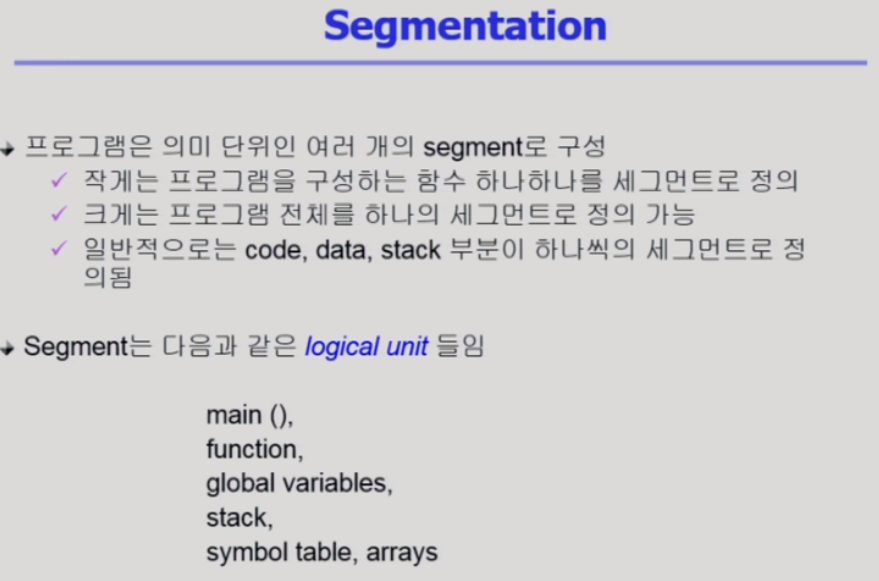 Segmentation
프로그램은 의미 단위인 여러 개의 segment로 구성
작게는 프로그램을 구성하는 함수 하나하나를 세그먼트로 정의
크게는 프로그램 전체를 하나의 세그먼트로 정의 가능
일반적으로는 code, data, stack 부분이 하나씩의 세그먼트로 정
의됨
Segment는 다음과 같은 logical unit 들임
main (),
function,
global variables,
stack,
symbol table, arrays